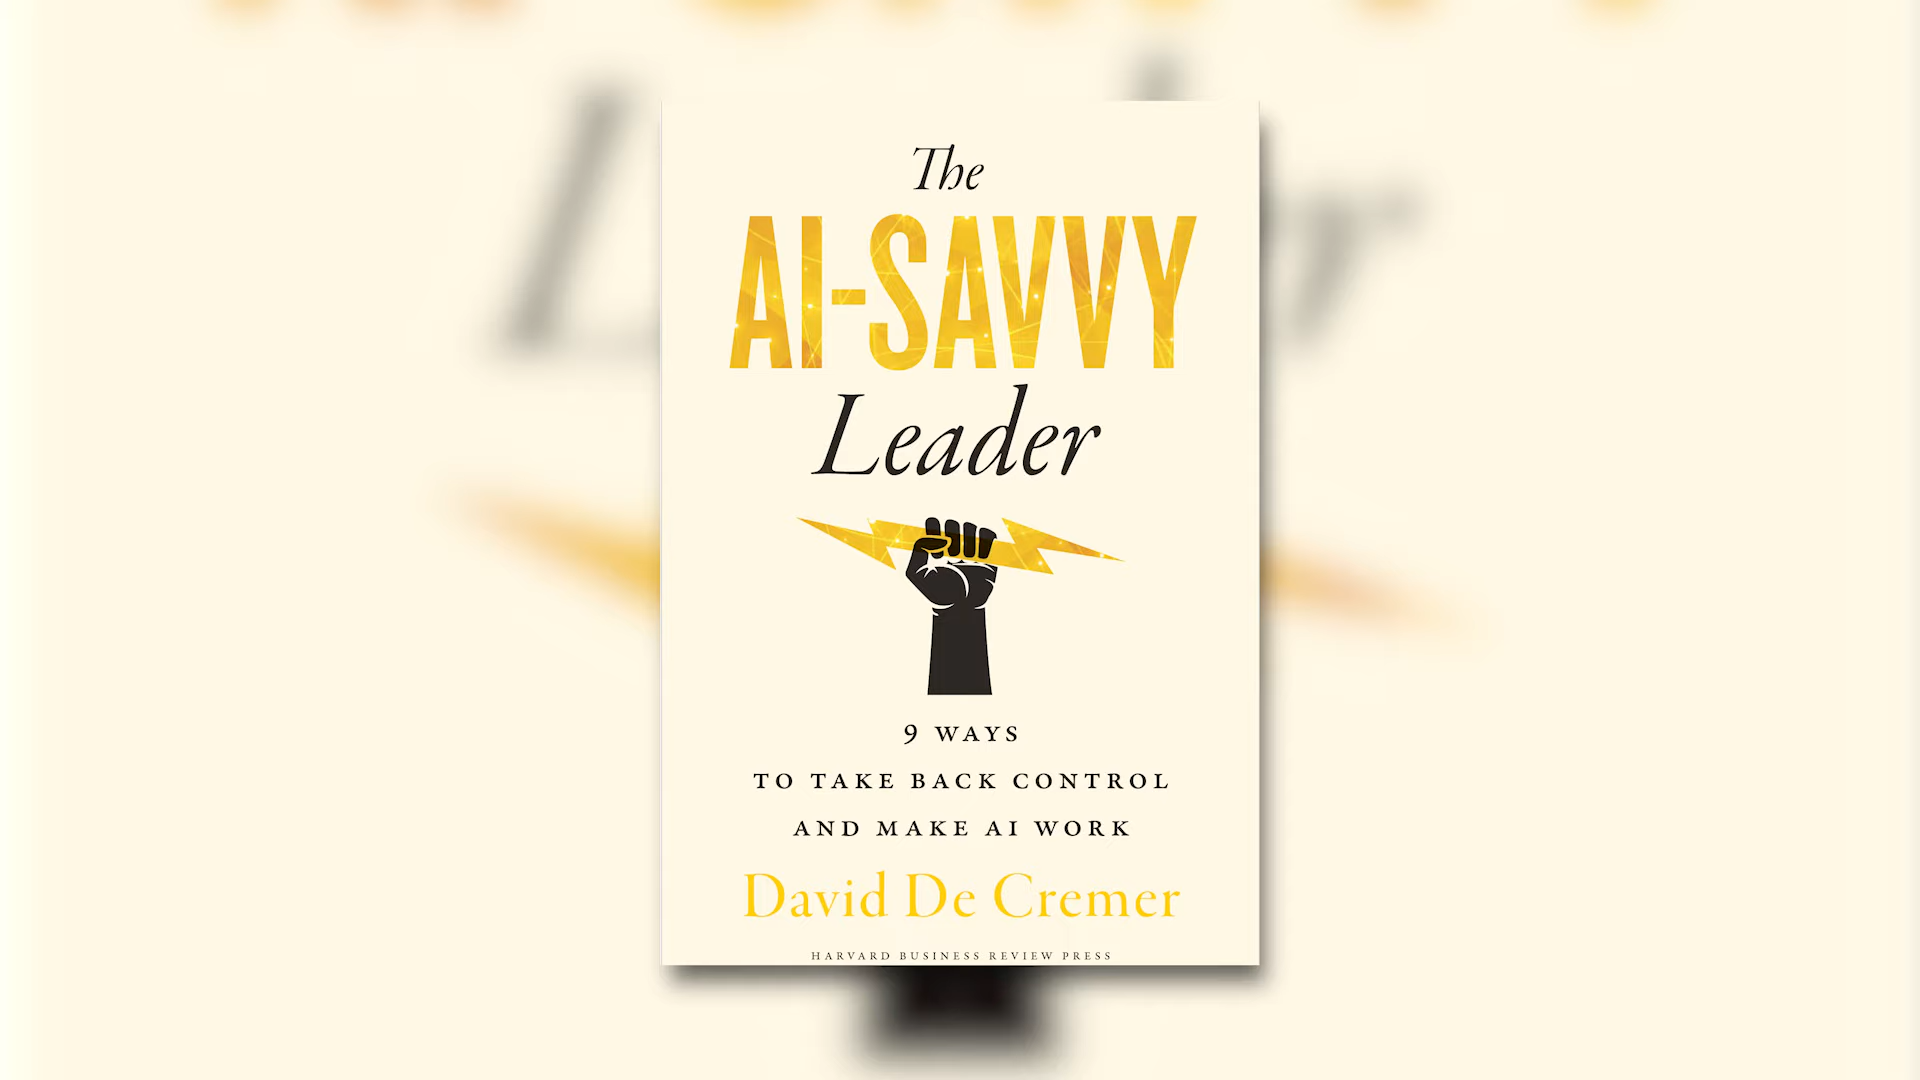 The
AI-SAVVY
Leader
9 WAYS
TO TAKE BACK CONTROL
AND MAKE AI WORK
David De Cremer
HARVARD BUSINESS REVIEW PRESS